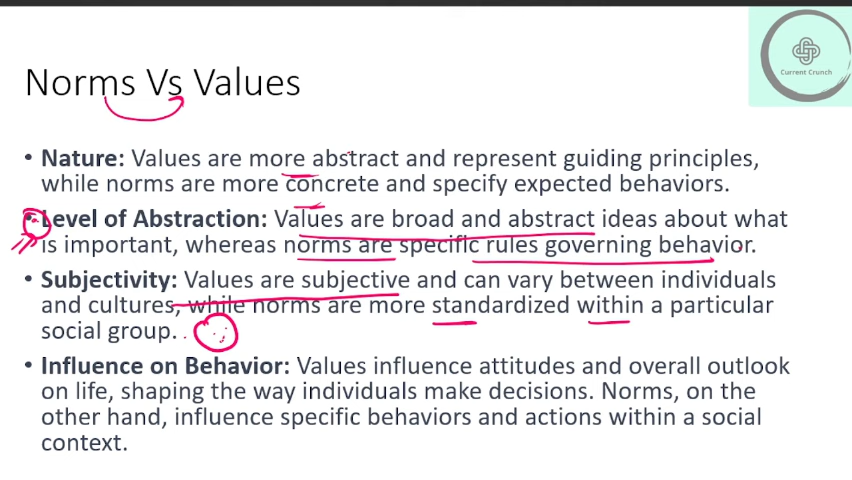 Current Crunch
Norms Vs Values
• Nature: Values are more abstract and represent guiding principles,
while norms are more concrete and specify expected behaviors.
• Level of Abstraction: Values are broad and abstract ideas about what
is important, whereas norms are specific rules governing behavior.
• Subjectivity: Values are subjective and can vary between individuals
and cultures, while norms are more standardized within a particular
social group.
• Influence on Behavior: Values influence attitudes and overall outlook
on life, shaping the way individuals make decisions. Norms, on the
other hand, influence specific behaviors and actions within a social
context.